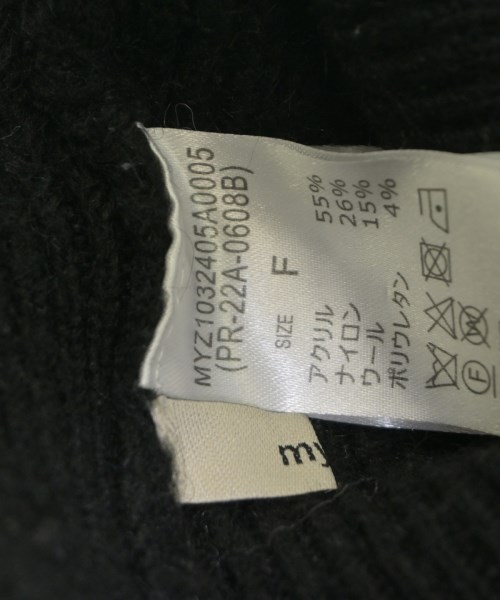 MYZ1032405A0005
(PR-22A-0608B)
SIZE F
アクリル 55%
ナイロン 26%
ウール 15%
ポリウレタン 4%
F
my